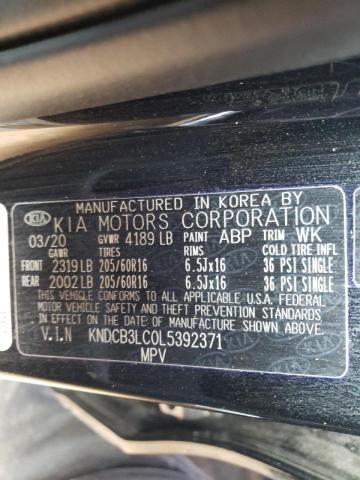 MANUFACTURED IN KOREA BY
KIA KIA MOTORS CORPORATION
03/20 GVWR 4189 LB PAINT ABP TRIM WK
GAWR TIRES RIMS COLD TIRE INFL
FRONT 2319 LB 205/60R16 6.5Jx16 36 PSI SINGLE
REAR 2002 LB 205/60R16 6.5Jx16 36 PSI SINGLE
THIS VEHICLE CONFORMS TO ALL APPLICABLE U.S.A. FEDERAL
MOTOR VEHICLE SAFETY AND THEFT PREVENTION STANDARDS
IN EFFECT ON THE DATE OF MANUFACTURE SHOWN ABOVE.
V.I.N KNDCB3LC0L5392371
MPV